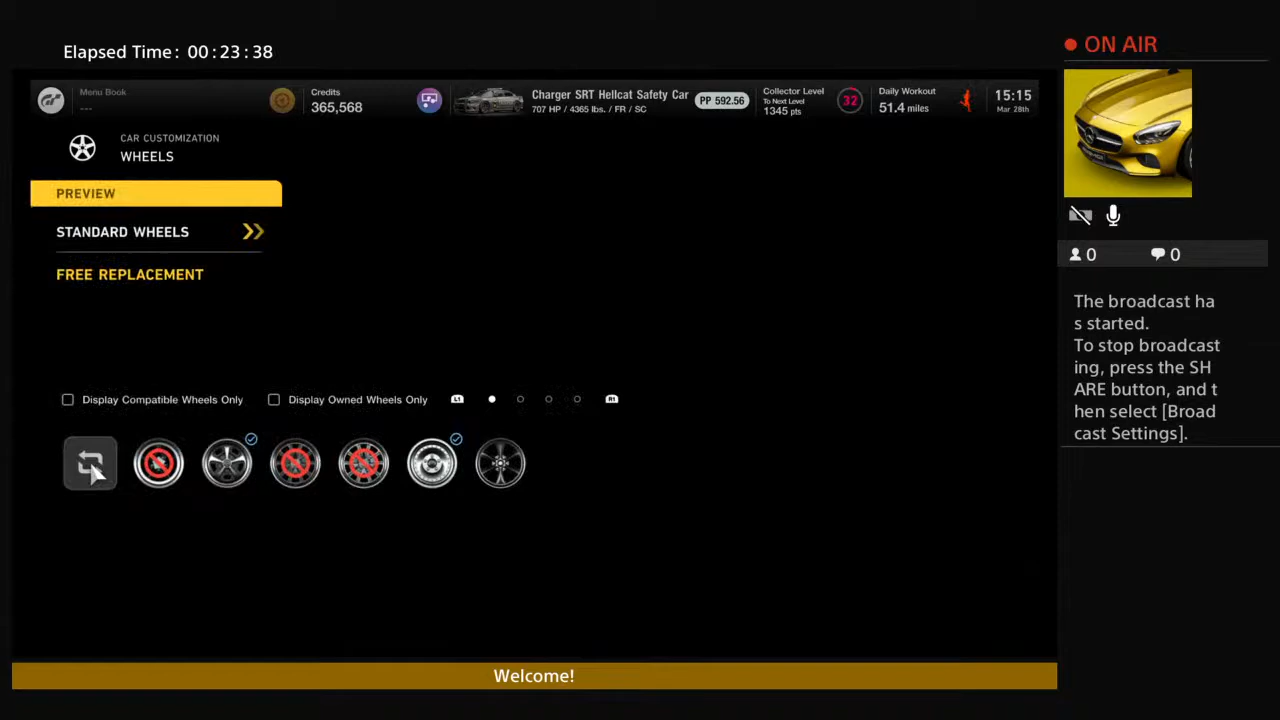 Elapsed Time: 00:23:38
ON AIR
Menu Book
---
Credits
365,568
Charger SRT Hellcat Safety Car
707 HP / 4365 lbs. / FR / SC
PP 592.56
Collector Level
To Next Level
1345 pts
32
Daily Workout
51.4 miles
15:15
Mar 28th
CAR CUSTOMIZATION
WHEELS
PREVIEW
STANDARD WHEELS
FREE REPLACEMENT
Display Compatible Wheels Only
Display Owned Wheels Only
L1
R1
0
0
The broadcast ha
s started.
To stop broadcast
ing, press the SH
ARE button, and t
hen select [Broad
cast Settings].
Welcome!